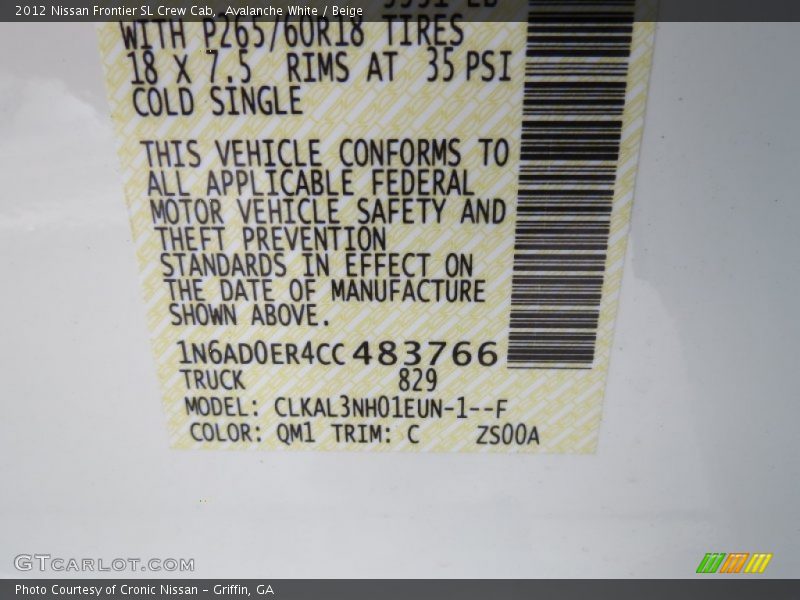 2012 Nissan Frontier SL Crew Cab, Avalanche White / Beige
WITH P265/60R18 TIRES
18 X 7.5 RIMS AT 35 PSI
COLD SINGLE
THIS VEHICLE CONFORMS TO
ALL APPLICABLE FEDERAL
MOTOR VEHICLE SAFETY AND
THEFT PREVENTION
STANDARDS IN EFFECT ON
THE DATE OF MANUFACTURE
SHOWN ABOVE.
1N6AD0ER4CC483766
TRUCK 829
MODEL: CLKAL3NH01EUN-1--F
COLOR: QM1 TRIM: C ZS00A
GTCARLOT.COM
Photo Courtesy of Cronic Nissan - Griffin, GA